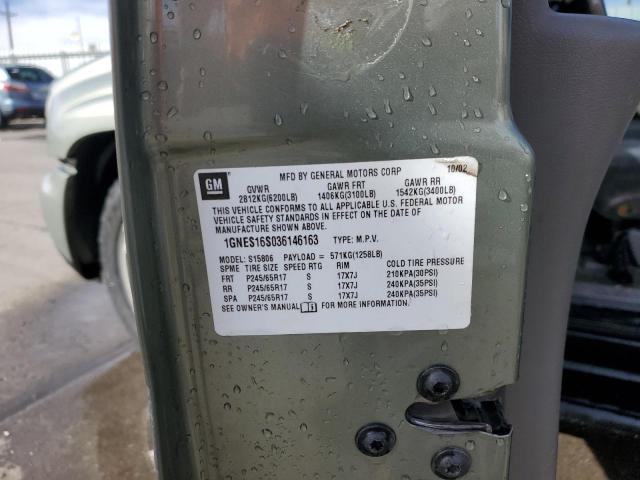 MFD BY GENERAL MOTORS CORP 10/02
GM GVWR GAWR FRT GAWR RR
2812KG(6200LB) 1406KG(3100LB) 1542KG(3400LB)
THIS VEHICLE CONFORMS TO ALL APPLICABLE U.S. FEDERAL MOTOR
VEHICLE SAFETY STANDARDS IN EFFECT ON THE DATE OF
MANUFACTURE SHOWN ABOVE.
1GNES16S036146163 TYPE: M.P.V.
MODEL: S15806 PAYLOAD = 571KG(1258LB)
SPME TIRE SIZE SPEED RTG RIM COLD TIRE PRESSURE
FRT P245/65R17 S 17X7J 210KPA(30PSI)
RR P245/65R17 S 17X7J 240KPA(35PSI)
SPA P245/65R17 S 17X7J 240KPA(35PSI)
SEE OWNER'S MANUAL FOR MORE INFORMATION.